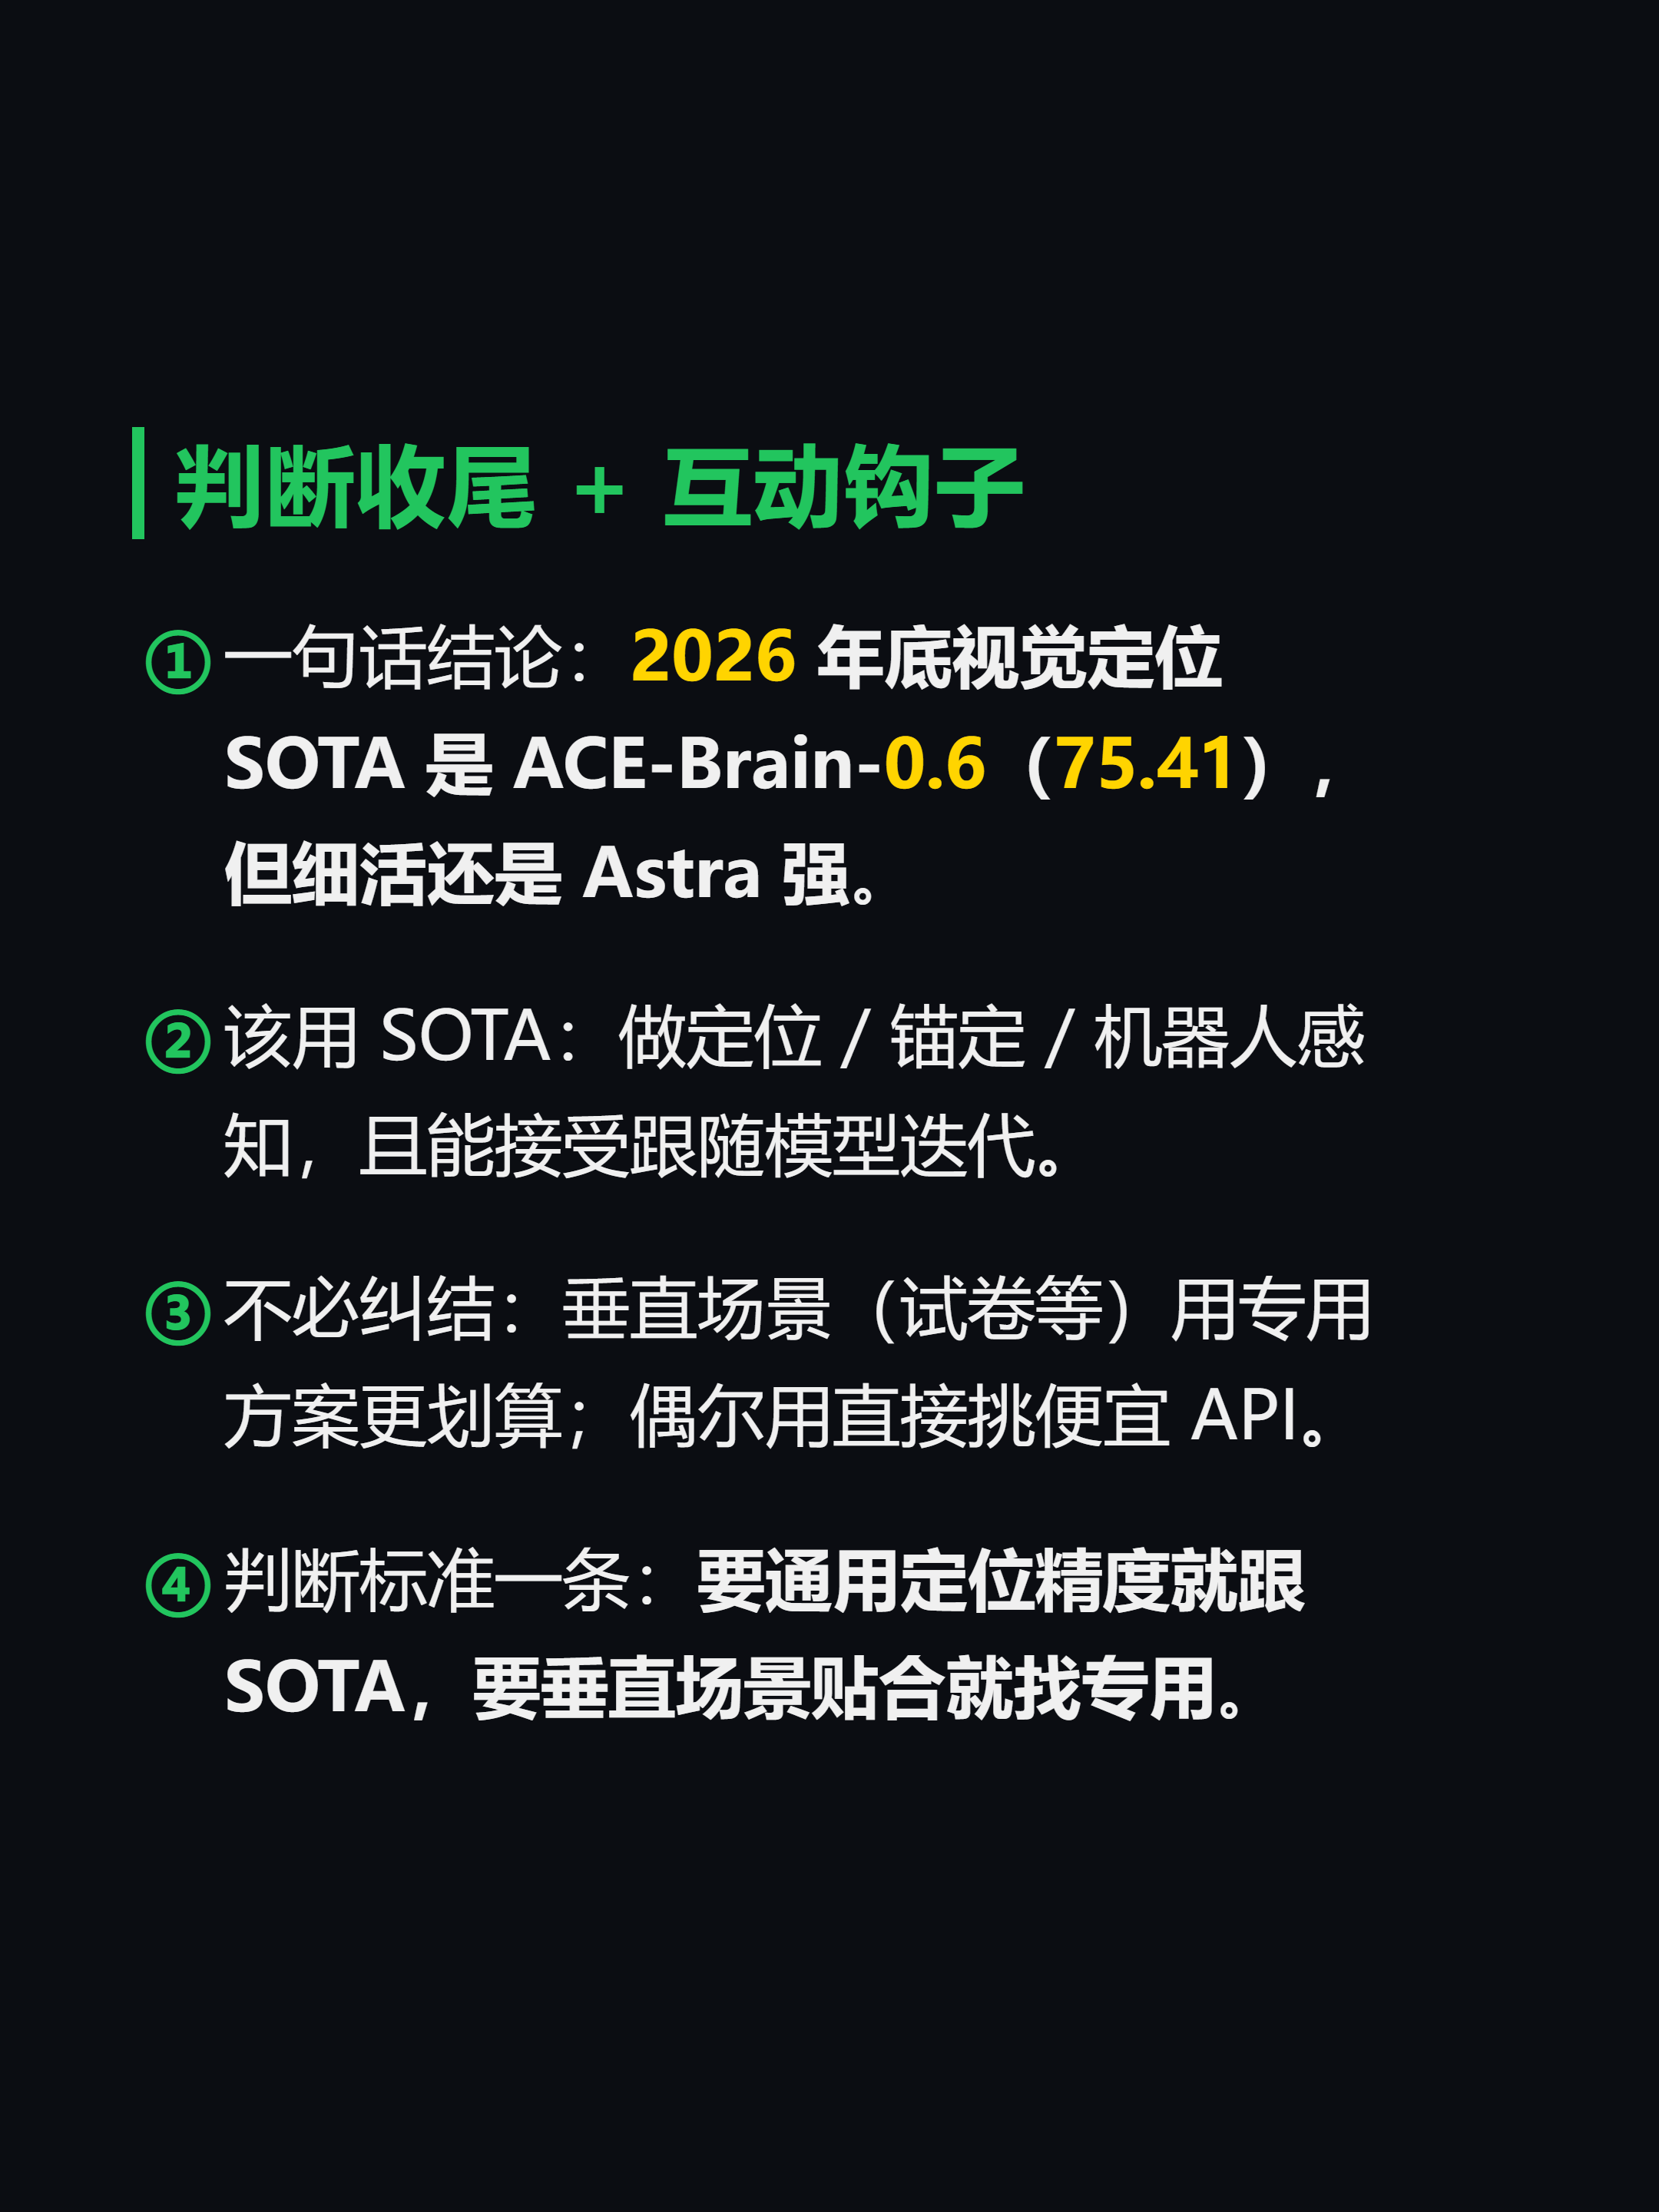 判断收尾 + 互动钩子
① 一句话结论：2026 年底视觉定位
SOTA 是 ACE-Brain-0.6（75.41），
但细活还是 Astra 强。
② 该用 SOTA：做定位 / 锚定 / 机器人感
知，且能接受跟随模型迭代。
③ 不必纠结：垂直场景（试卷等）用专用
方案更划算；偶尔用直接挑便宜 API。
④ 判断标准一条：要通用定位精度就跟
SOTA，要垂直场景贴合就找专用。